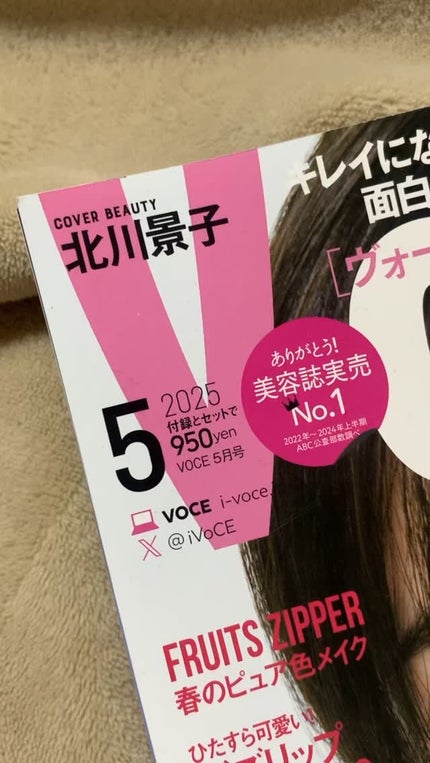 COVER BEAUTY
北川景子
キレイにな
面白
[ヴォー
V
ありがとう!
美容誌実売
No.1
2022年~2024年上半期
ABC公査部数調べ
5
2025
付録とセットで
950yen
VOCE 5月号
VOCE i-voce.
@iVoCE
FRUITS ZIPPER
春のピュア色メイク
ひたすら可愛い!
リップ